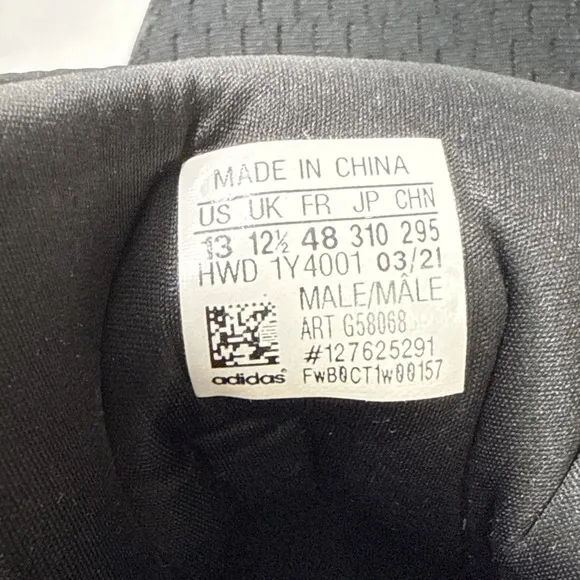 MADE IN CHINA
US UK FR JP CHN
13 12½ 48 310 295
HWD 1Y4001 03/21
MALE/MÂLE
ART G58068
#127625291
adidas FWB0CT1W00157